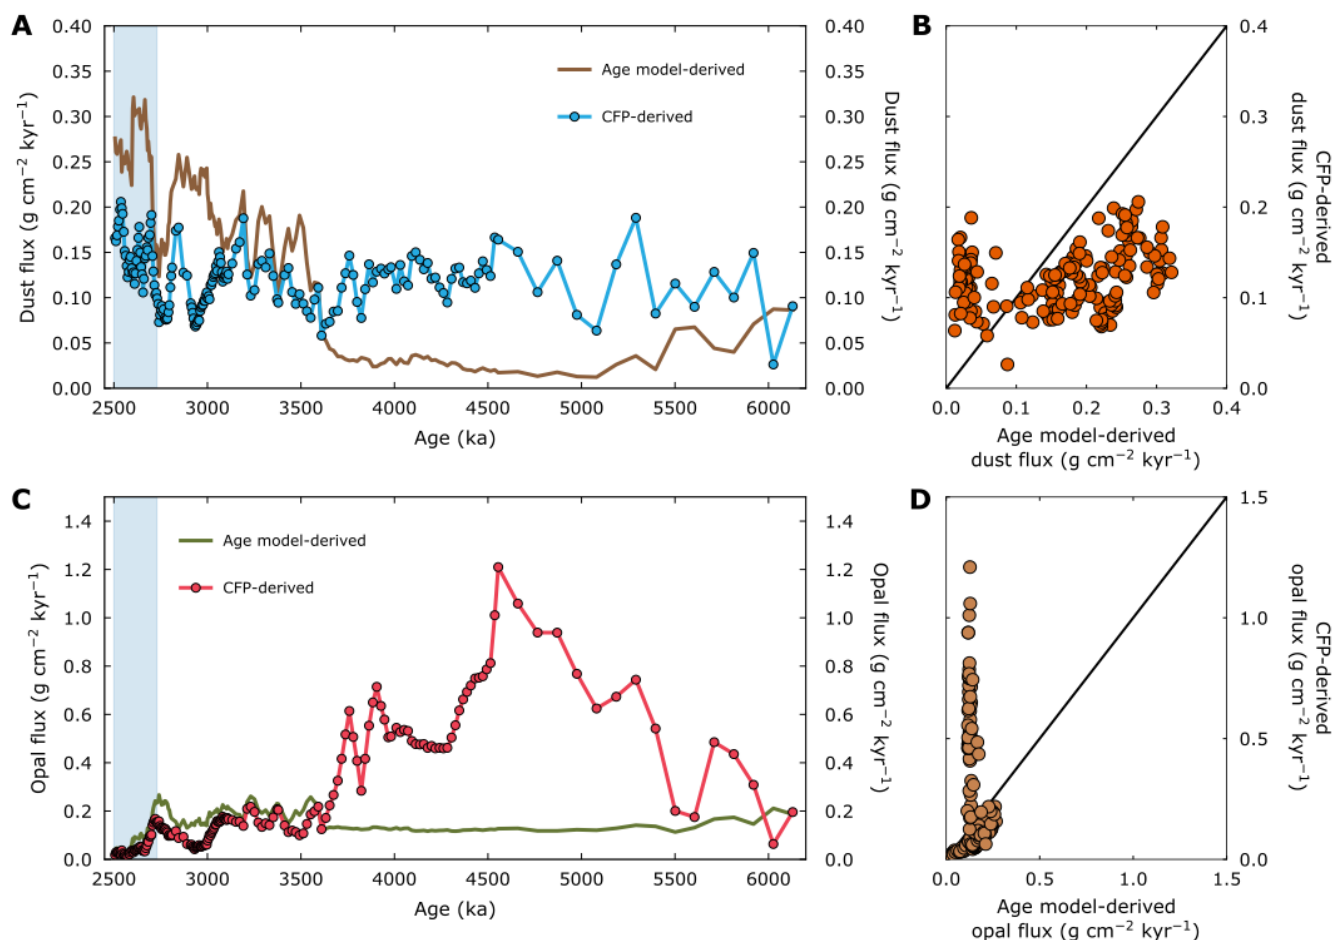 A
0.40
0.35
0.30
0.25
0.20
0.15
0.10
0.05
0.00
Dust flux (g cm⁻² kyr⁻¹)
Age model-derived
CFP-derived
0.40
0.35
0.30
0.25
0.20
0.15
0.10
0.05
0.00
Dust flux (g cm⁻² kyr⁻¹)
2500 3000 3500 4000 4500 5000 5500 6000
Age (ka)
B
0.4
0.3
0.2
0.1
0.0
CFP-derived
dust flux (g cm⁻² kyr⁻¹)
0.0 0.1 0.2 0.3 0.4
Age model-derived
dust flux (g cm⁻² kyr⁻¹)
C
1.4
1.2
1.0
0.8
0.6
0.4
0.2
0.0
Opal flux (g cm⁻² kyr⁻¹)
Age model-derived
CFP-derived
1.4
1.2
1.0
0.8
0.6
0.4
0.2
0.0
Opal flux (g cm⁻² kyr⁻¹)
2500 3000 3500 4000 4500 5000 5500 6000
Age (ka)
D
1.5
1.0
0.5
0.0
CFP-derived
opal flux (g cm⁻² kyr⁻¹)
0.0 0.5 1.0 1.5
Age model-derived
opal flux (g cm⁻² kyr⁻¹)